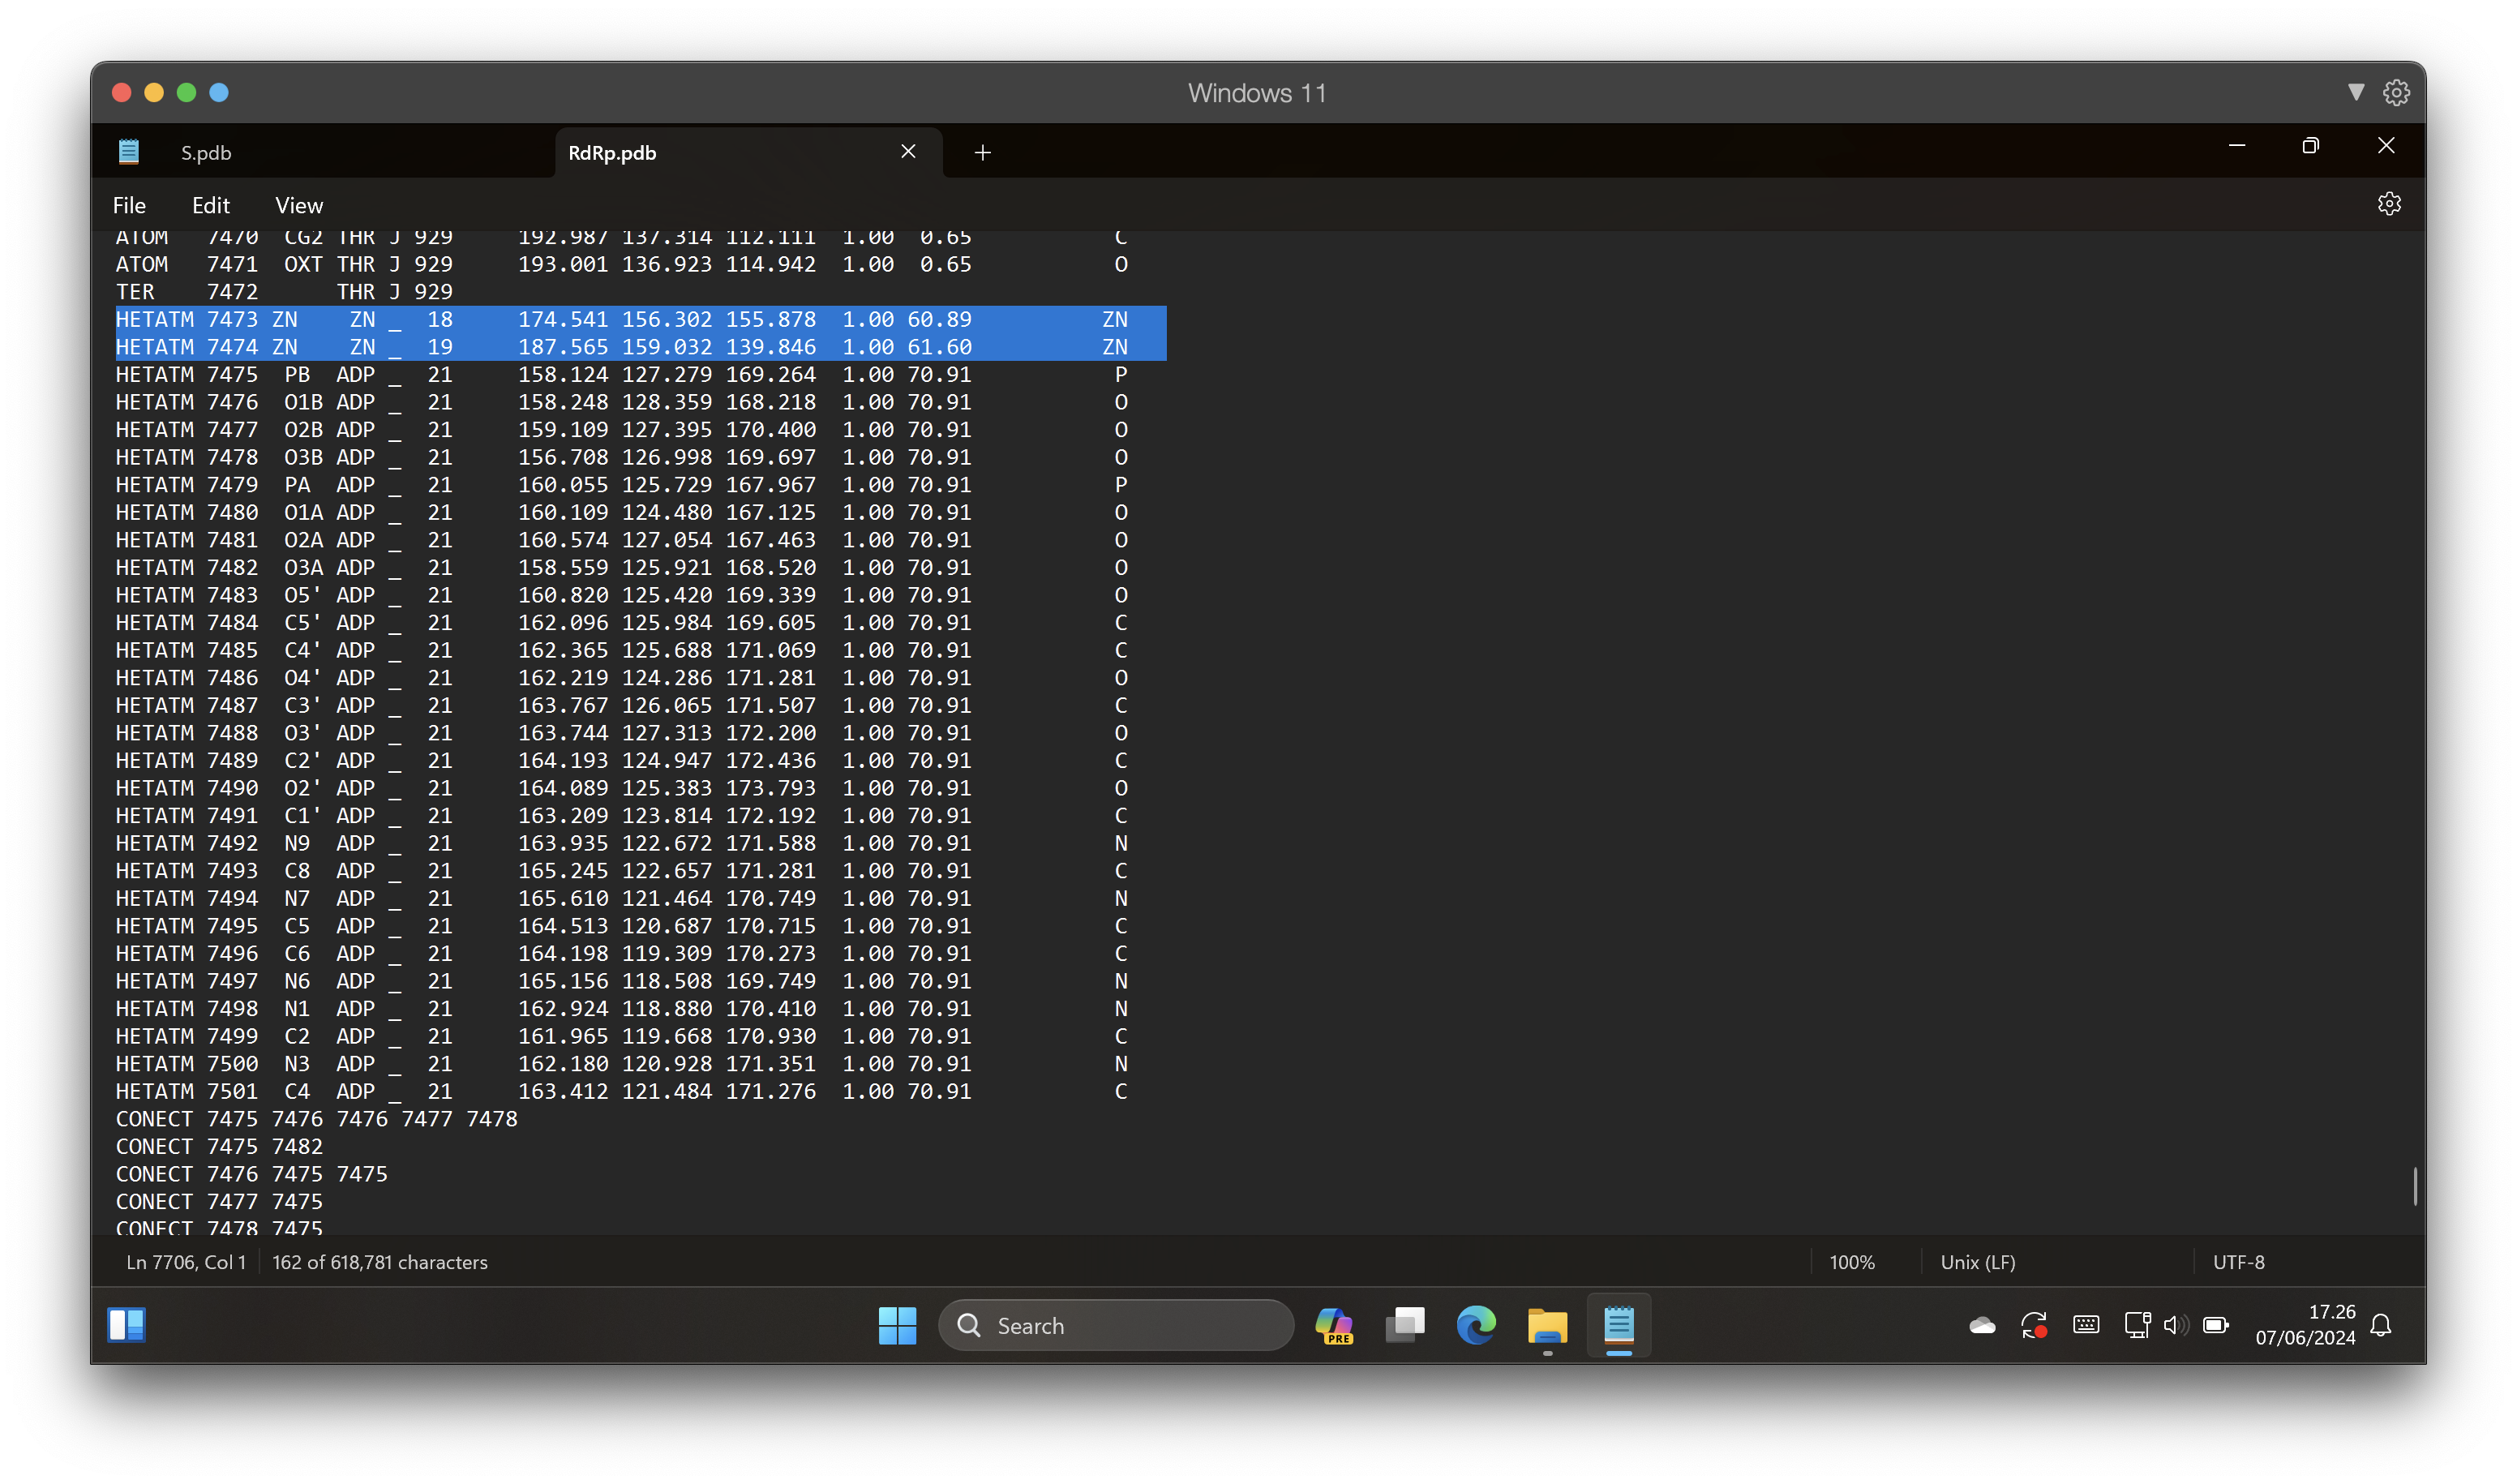 Windows 11
S.pdb
RdRp.pdb
File Edit View
ATOM   7470  CG2 THR J 929     192.987 137.314 112.111  1.00  0.65           C
ATOM   7471  OXT THR J 929     193.001 136.923 114.942  1.00  0.65           O
TER    7472      THR J 929
HETATM 7473 ZN    ZN _  18     174.541 156.302 155.878  1.00 60.89          ZN
HETATM 7474 ZN    ZN _  19     187.565 159.032 139.846  1.00 61.60          ZN
HETATM 7475  PB  ADP _  21     158.124 127.279 169.264  1.00 70.91           P
HETATM 7476  O1B ADP _  21     158.248 128.359 168.218  1.00 70.91           O
HETATM 7477  O2B ADP _  21     159.109 127.395 170.400  1.00 70.91           O
HETATM 7478  O3B ADP _  21     156.708 126.998 169.697  1.00 70.91           O
HETATM 7479  PA  ADP _  21     160.055 125.729 167.967  1.00 70.91           P
HETATM 7480  O1A ADP _  21     160.109 124.480 167.125  1.00 70.91           O
HETATM 7481  O2A ADP _  21     160.574 127.054 167.463  1.00 70.91           O
HETATM 7482  O3A ADP _  21     158.559 125.921 168.520  1.00 70.91           O
HETATM 7483  O5' ADP _  21     160.820 125.420 169.339  1.00 70.91           O
HETATM 7484  C5' ADP _  21     162.096 125.984 169.605  1.00 70.91           C
HETATM 7485  C4' ADP _  21     162.365 125.688 171.069  1.00 70.91           C
HETATM 7486  O4' ADP _  21     162.219 124.286 171.281  1.00 70.91           O
HETATM 7487  C3' ADP _  21     163.767 126.065 171.507  1.00 70.91           C
HETATM 7488  O3' ADP _  21     163.744 127.313 172.200  1.00 70.91           O
HETATM 7489  C2' ADP _  21     164.193 124.947 172.436  1.00 70.91           C
HETATM 7490  O2' ADP _  21     164.089 125.383 173.793  1.00 70.91           O
HETATM 7491  C1' ADP _  21     163.209 123.814 172.192  1.00 70.91           C
HETATM 7492  N9  ADP _  21     163.935 122.672 171.588  1.00 70.91           N
HETATM 7493  C8  ADP _  21     165.245 122.657 171.281  1.00 70.91           C
HETATM 7494  N7  ADP _  21     165.610 121.464 170.749  1.00 70.91           N
HETATM 7495  C5  ADP _  21     164.513 120.687 170.715  1.00 70.91           C
HETATM 7496  C6  ADP _  21     164.198 119.309 170.273  1.00 70.91           C
HETATM 7497  N6  ADP _  21     165.156 118.508 169.749  1.00 70.91           N
HETATM 7498  N1  ADP _  21     162.924 118.880 170.410  1.00 70.91           N
HETATM 7499  C2  ADP _  21     161.965 119.668 170.930  1.00 70.91           C
HETATM 7500  N3  ADP _  21     162.180 120.928 171.351  1.00 70.91           N
HETATM 7501  C4  ADP _  21     163.412 121.484 171.276  1.00 70.91           C
CONECT 7475 7476 7476 7477 7478
CONECT 7475 7482
CONECT 7476 7475 7475
CONECT 7477 7475
CONECT 7478 7475
Ln 7706, Col 1 162 of 618,781 characters 100% Unix (LF) UTF-8
Search
PRE
17.26
07/06/2024